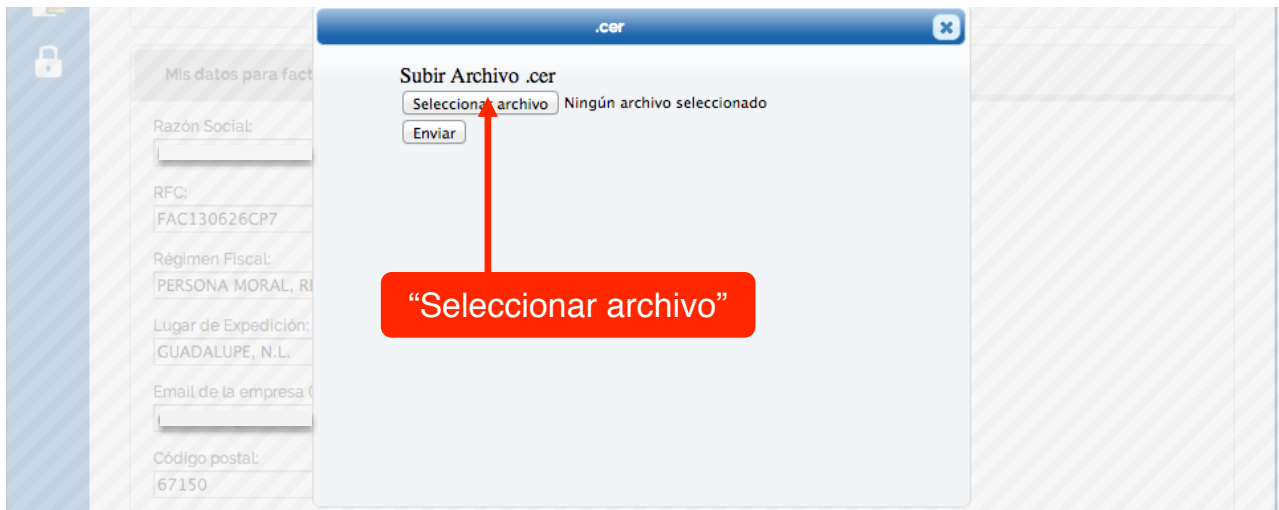 .cer
Subir Archivo .cer
Seleccionar archivo Ningún archivo seleccionado
Enviar
“Seleccionar archivo”
Mis datos para fact
Razón Social:
RFC:
FAC130626CP7
Régimen Fiscal:
PERSONA MORAL, R
Lugar de Expedición:
GUADALUPE, N.L.
Email de la empresa (
Código postal:
67150